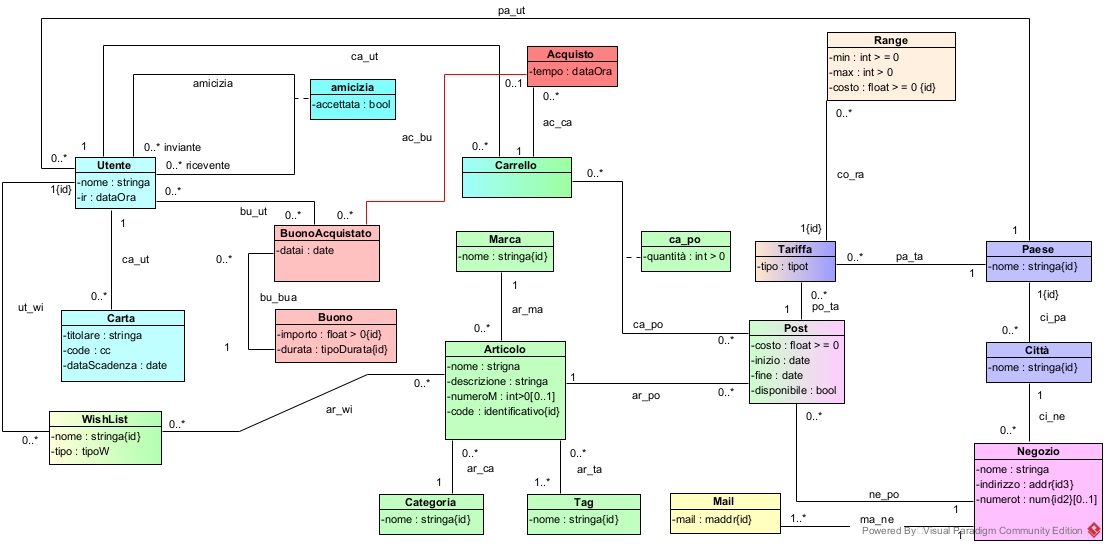 pa_ut
ca_ut
Acquisto
-tempo : dataOra
0..1
0..*
Range
-min : int > = 0
-max : int > 0
-costo : float > = 0 {id}
0..*
amicizia
amicizia
-accettata : bool
ac_bu
ac_ca
1
0..* inviante
0..*
1
0..*
Utente
-nome : stringa
-ir : dataOra
0..* ricevente
0..*
1{id}
Carrello
0..*
co_ra
bu_ut
0..*
0..*
1
BuonoAcquistato
-datai : date
0..*
Marca
-nome : stringa{id}
ca_po
-quantità : int > 0
1{id}
Tariffa
-tipo : tipot
pa_ta
0..*
1
1
Paese
-nome : stringa{id}
ca_ut
bu_bua
1
ar_ma
0..*
po_ta
1
1{id}
ut_wi
0..*
Carta
-titolare : stringa
-code : cc
-dataScadenza : date
1
Buono
-importo : float > 0{id}
-durata : tipoDurata{id}
0..*
ca_po
0..*
Post
-costo : float > = 0
-inizio : date
-fine : date
-disponibile : bool
ci_pa
0..*
Città
-nome : stringa{id}
Articolo
-nome : strigna
-descrizione : stringa
-numeroM : int>0[0..1]
-code : identificativo{id}
0..*
1
ar_po
0..*
1
ar_wi
WishList
-nome : stringa{id}
-tipo : tipoW
0..*
0..*
0..*
ci_ne
0..*
0..*
ar_ca
1
0..*
ar_ta
1..*
Negozio
-nome : stringa
-indirizzo : addr{id3}
-numerot : num{id2}[0..1]
Categoria
-nome : stringa{id}
Tag
-nome : stringa{id}
Mail
-mail : maddr{id}
ne_po
1
1..*
ma_ne
1
Powered By Visual Paradigm Community Edition